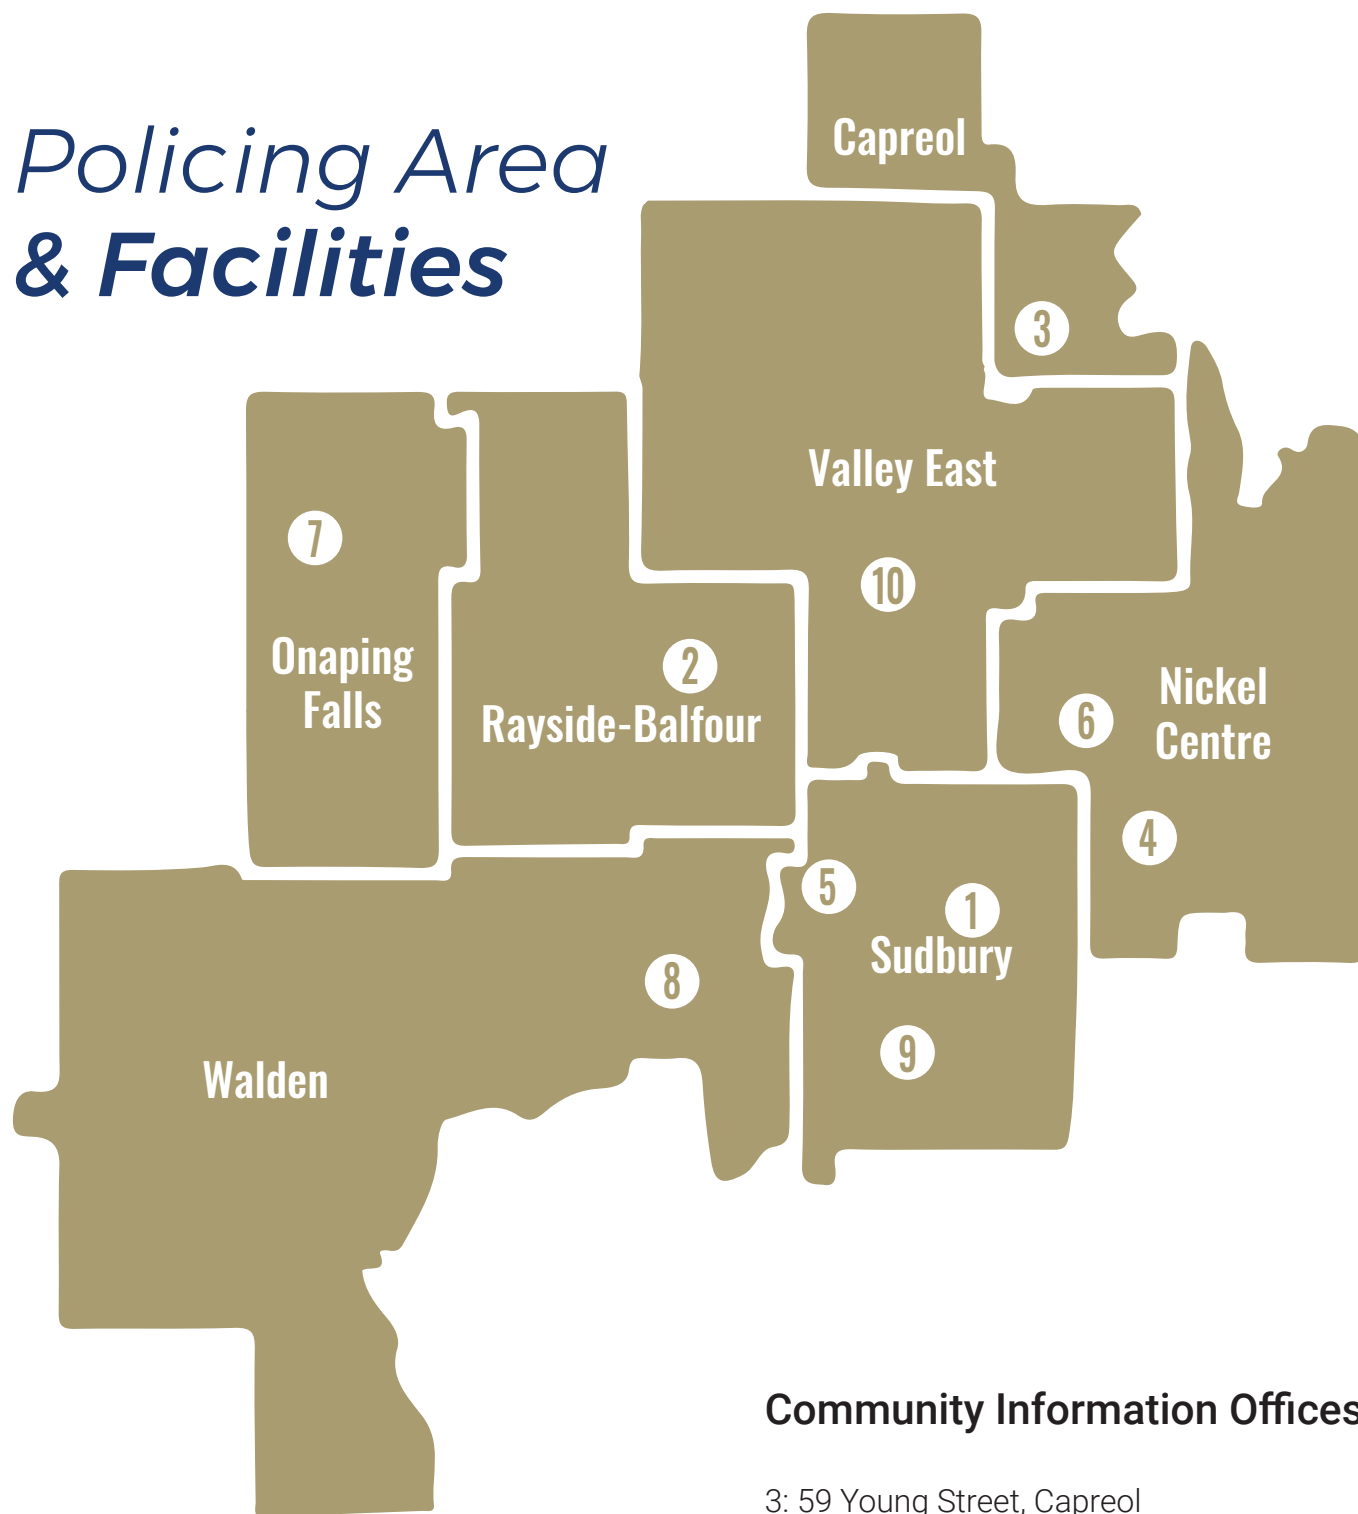 Policing Area
& Facilities
Capreol
3
Valley East
10
7
Onaping
Falls
2
Rayside-Balfour
6
Nickel
Centre
4
5
1
Sudbury
8
9
Walden
Community Information Offices
3: 59 Young Street, Capreol